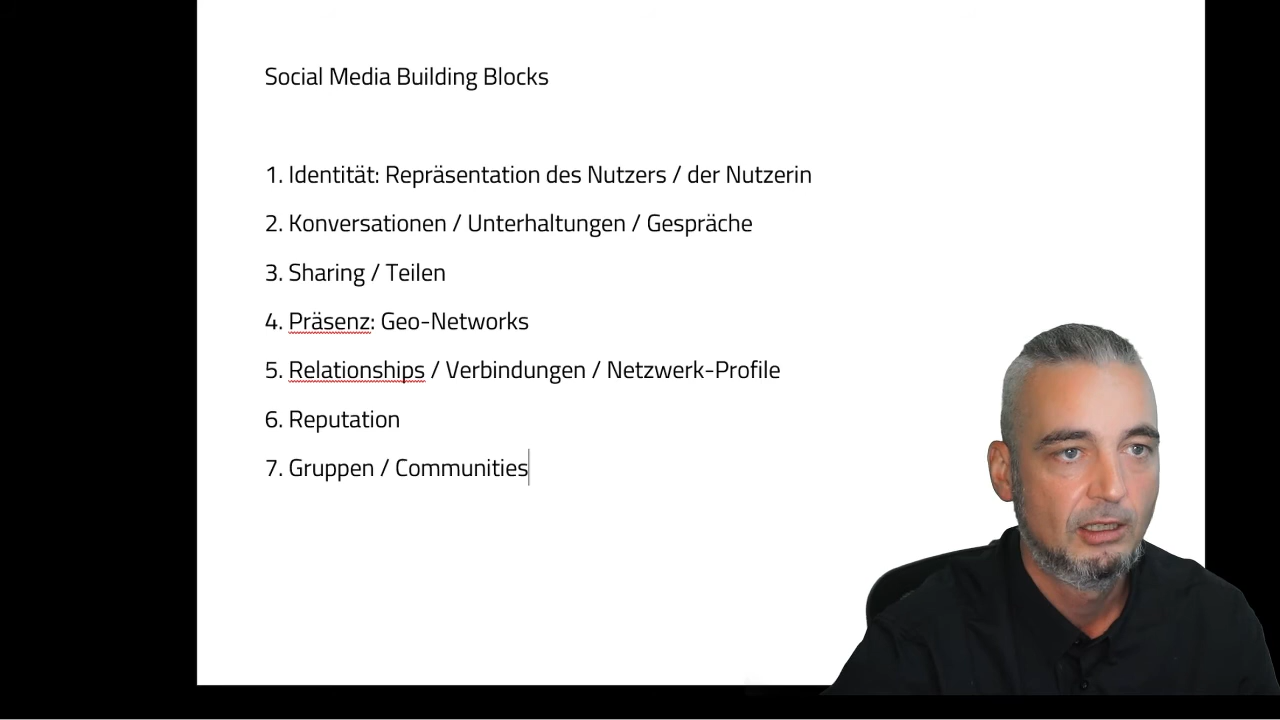 Social Media Building Blocks
1. Identität: Repräsentation des Nutzers / der Nutzerin
2. Konversationen / Unterhaltungen / Gespräche
3. Sharing / Teilen
4. Präsenz: Geo-Networks
5. Relationships / Verbindungen / Netzwerk-Profile
6. Reputation
7. Gruppen / Communities